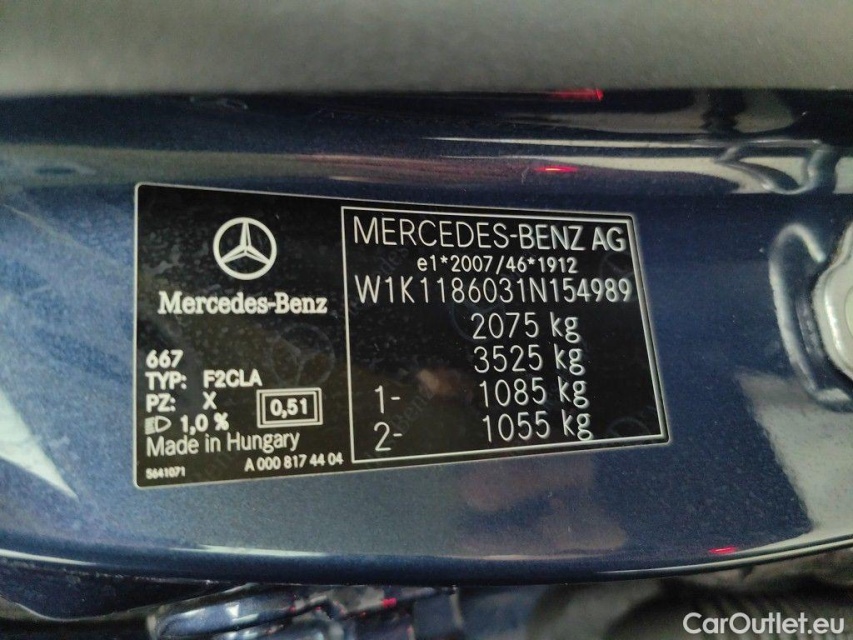 Mercedes-Benz
667
TYP: F2CLA
PZ: X
1,0 %
0,51
Made in Hungary
S641071
A 000 817 44 04
MERCEDES-BENZ AG
e1*2007/46*1912
W1K1186031N154989
2075 kg
3525 kg
1- 1085 kg
2- 1055 kg
CarOutlet.eu